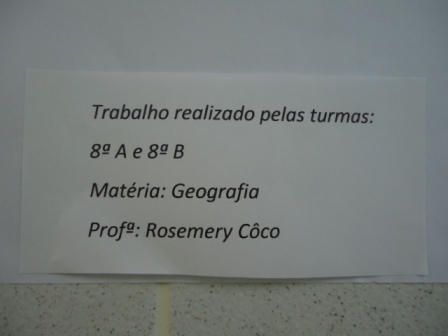 Trabalho realizado pelas turmas:
8ª A e 8ª B
Matéria: Geografia
Profª: Rosemery Côco